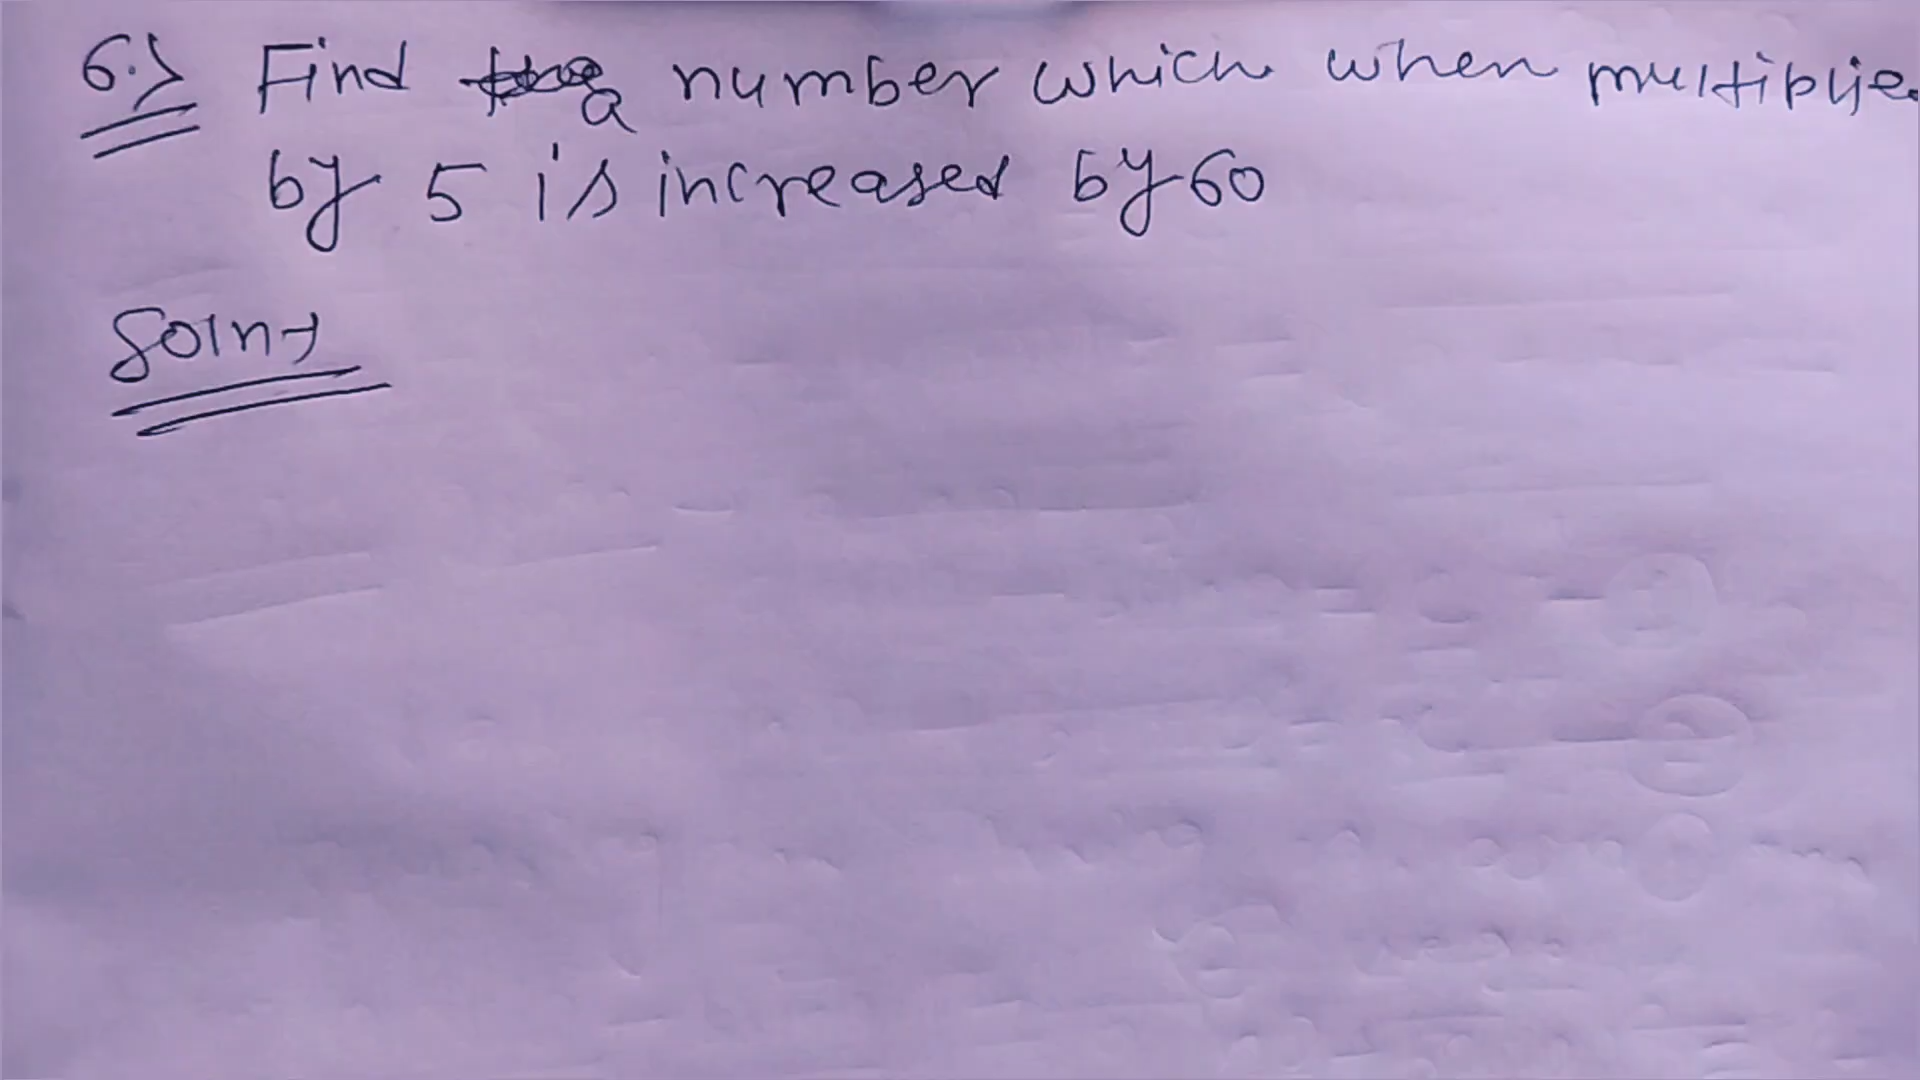 6.> Find a number which when multiplie
by 5 is increased by 60
Soln→